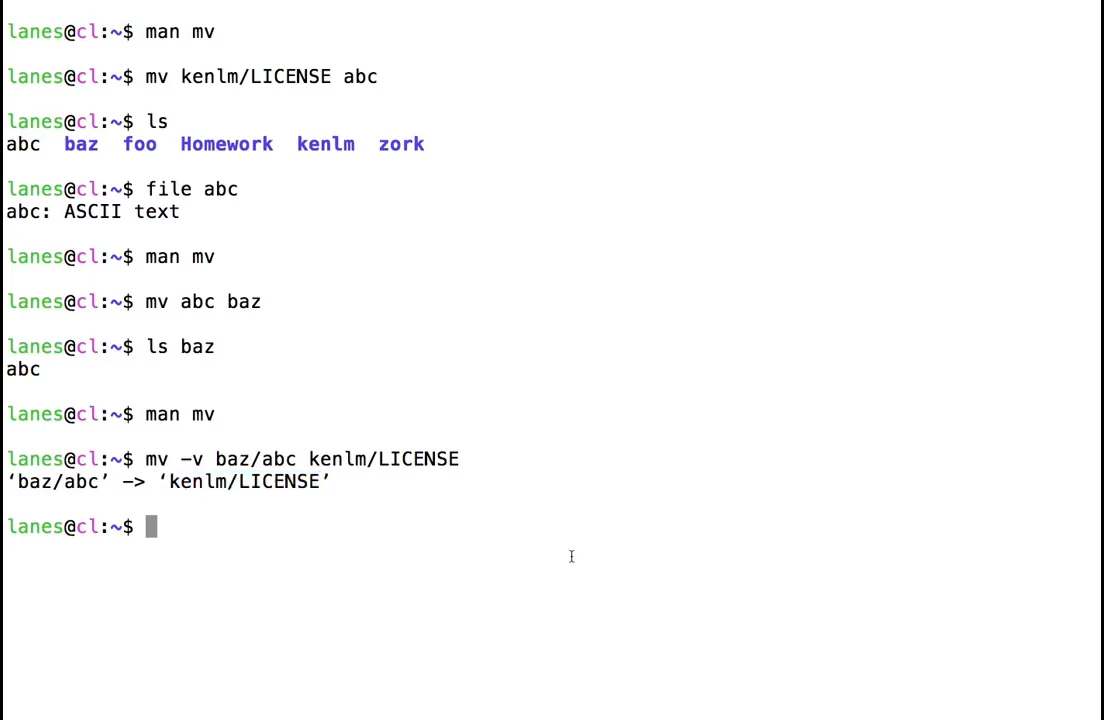 lanes@cl:~$ man mv
lanes@cl:~$ mv kenlm/LICENSE abc
lanes@cl:~$ ls
abc  baz  foo  Homework  kenlm  zork
lanes@cl:~$ file abc
abc: ASCII text
lanes@cl:~$ man mv
lanes@cl:~$ mv abc baz
lanes@cl:~$ ls baz
abc
lanes@cl:~$ man mv
lanes@cl:~$ mv -v baz/abc kenlm/LICENSE
‘baz/abc’ -> ‘kenlm/LICENSE’
lanes@cl:~$